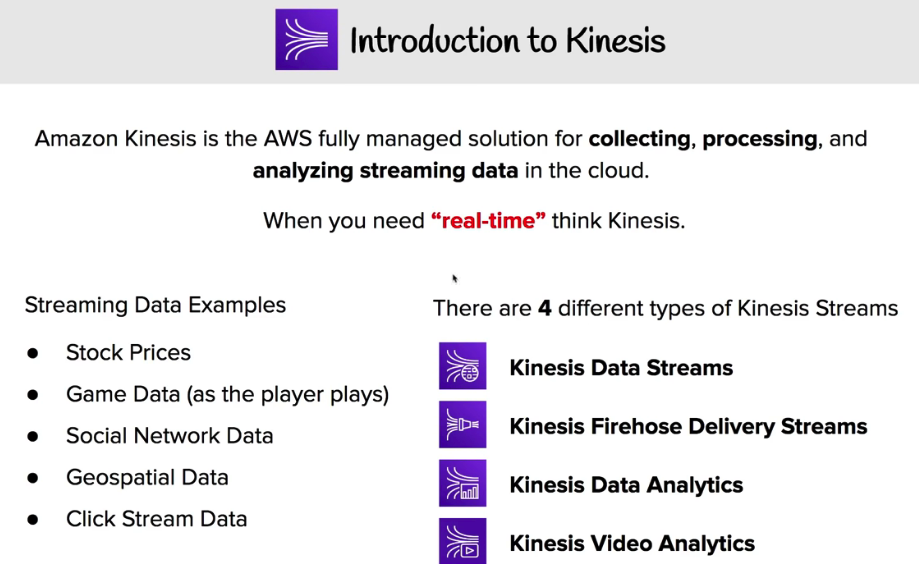 Introduction to Kinesis
Amazon Kinesis is the AWS fully managed solution for collecting, processing, and
analyzing streaming data in the cloud.
When you need “real-time” think Kinesis.
Streaming Data Examples
● Stock Prices
● Game Data (as the player plays)
● Social Network Data
● Geospatial Data
● Click Stream Data
There are 4 different types of Kinesis Streams
Kinesis Data Streams
Kinesis Firehose Delivery Streams
Kinesis Data Analytics
Kinesis Video Analytics